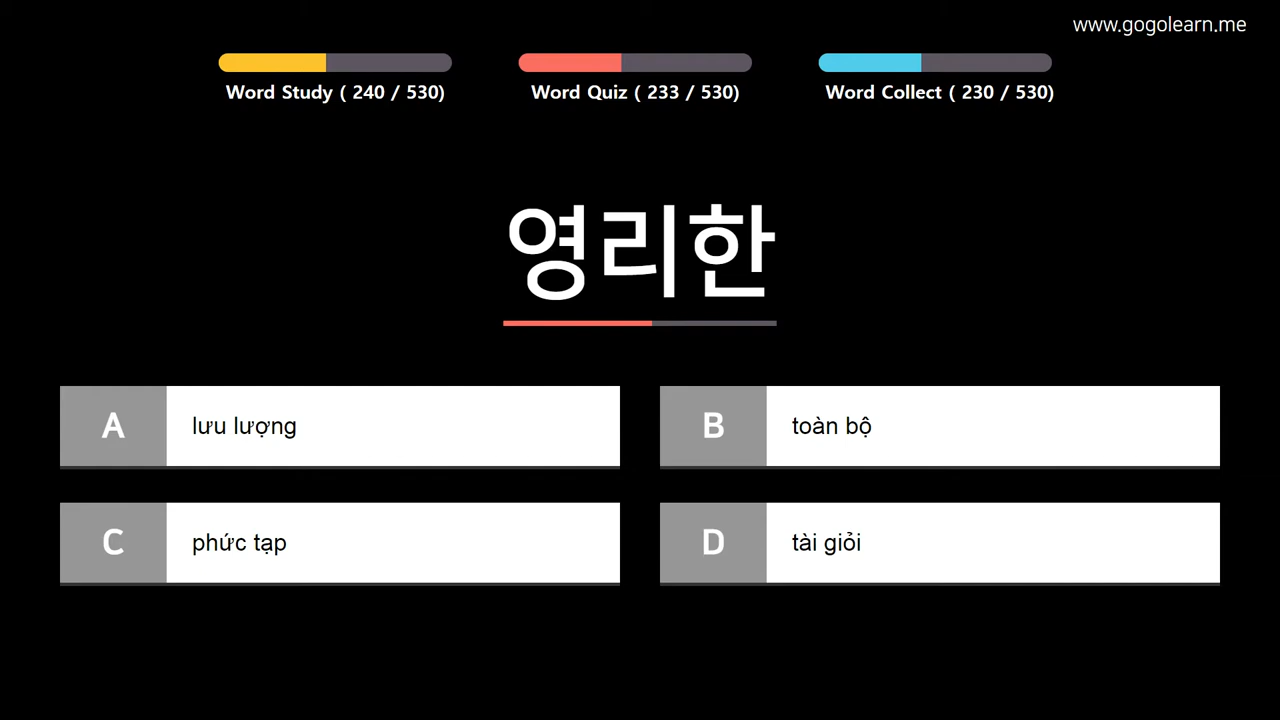 www.gogolearn.me
Word Study ( 240 / 530)
Word Quiz ( 233 / 530)
Word Collect ( 230 / 530)
영리한
A
lưu lượng
B
toàn bộ
C
phức tạp
D
tài giỏi